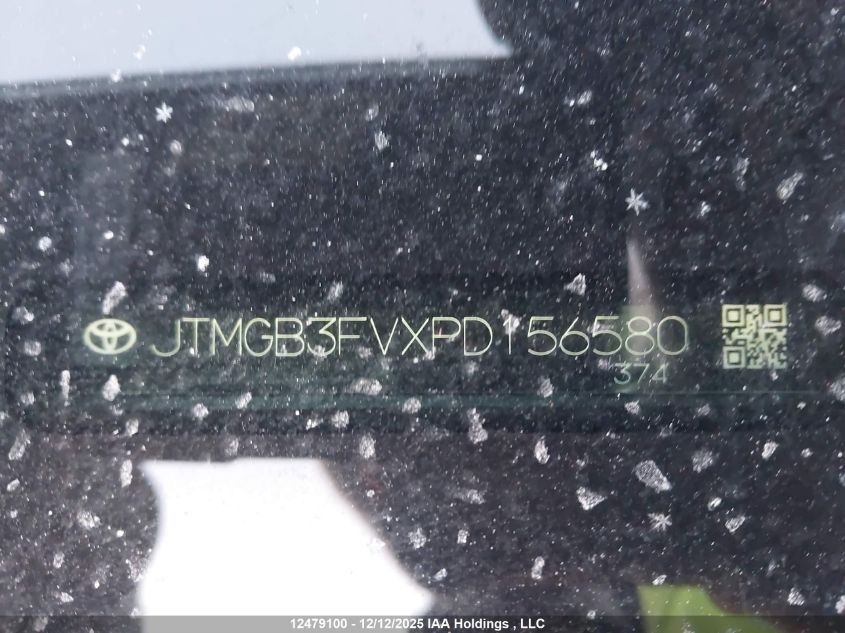 JTMGB3FVXPD156580
374
12479100 - 12/12/2025 IAA Holdings , LLC